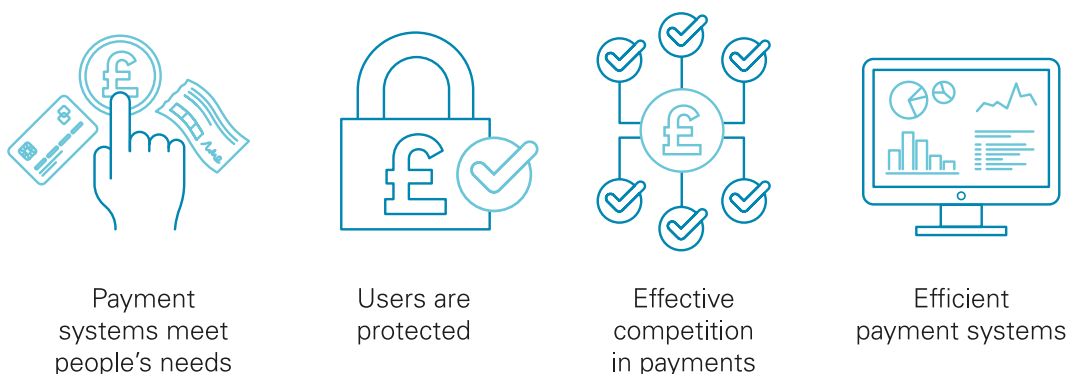 Payment
systems meet
people’s needs
Users are
protected
Effective
competition
in payments
Efficient
payment systems